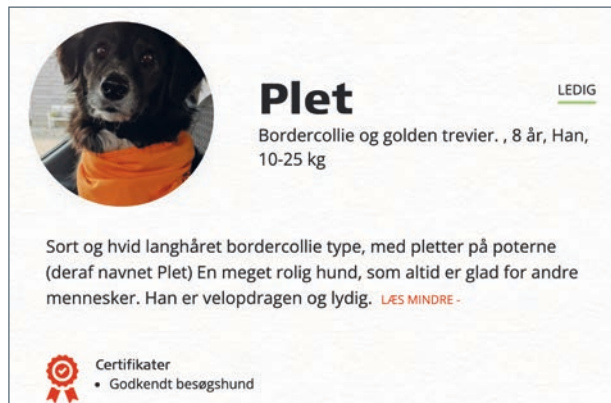 Plet
LEDIG
Bordercollie og golden trevier. , 8 år, Han,
10-25 kg
Sort og hvid langhåret bordercollie type, med pletter på poterne
(deraf navnet Plet) En meget rolig hund, som altid er glad for andre
mennesker. Han er velopdragen og lydig. LÆS MINDRE -
Certifikater
• Godkendt besøgshund